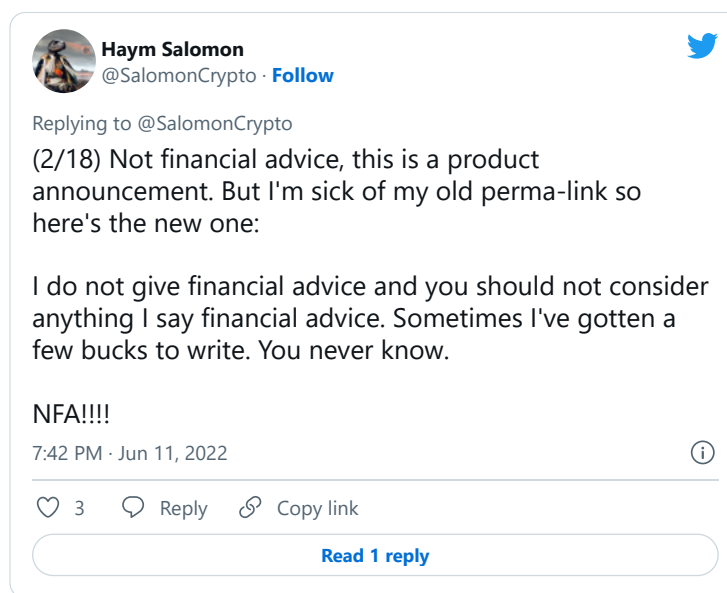 Haym Salomon
@SalomonCrypto · Follow
Replying to @SalomonCrypto
(2/18) Not financial advice, this is a product
announcement. But I'm sick of my old perma-link so
here's the new one:
I do not give financial advice and you should not consider
anything I say financial advice. Sometimes I've gotten a
few bucks to write. You never know.
NFA!!!!
7:42 PM · Jun 11, 2022
3 Reply Copy link
Read 1 reply